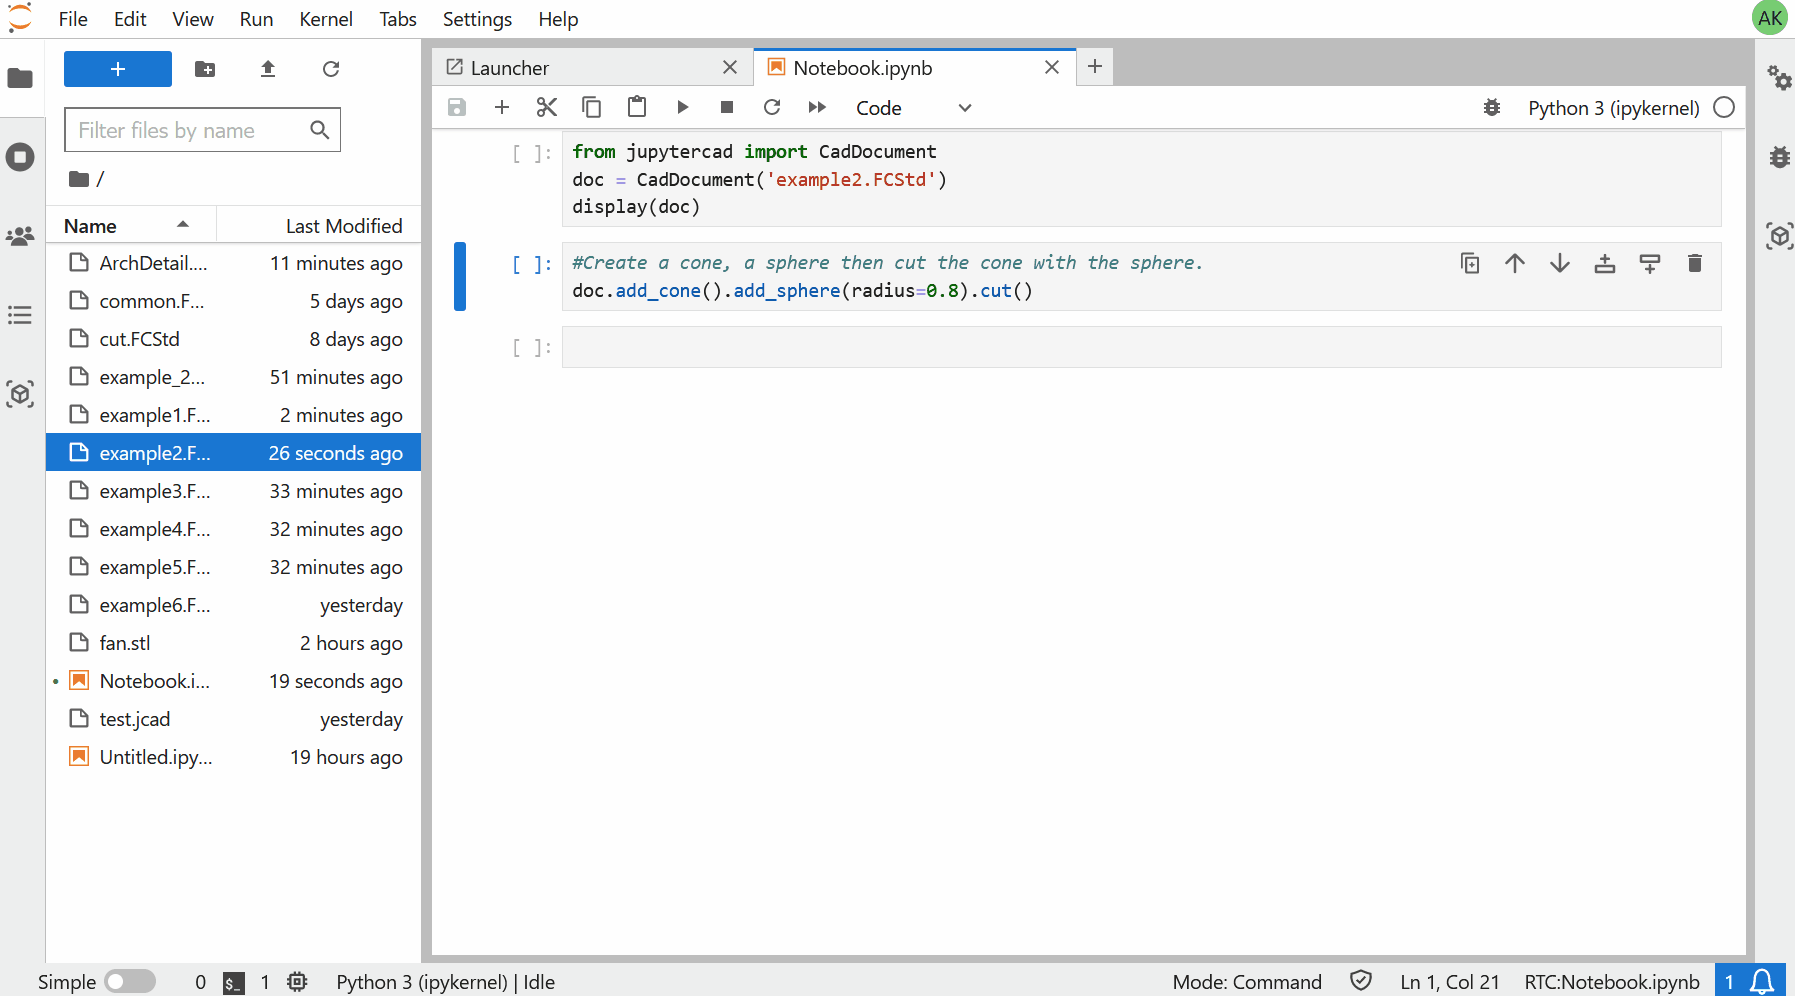 File Edit View Run Kernel Tabs Settings Help
AK
+
Filter files by name
/
Name Last Modified
ArchDetail.... 11 minutes ago
common.F... 5 days ago
cut.FCStd 8 days ago
example_2... 51 minutes ago
example1.F... 2 minutes ago
example2.F... 26 seconds ago
example3.F... 33 minutes ago
example4.F... 32 minutes ago
example5.F... 32 minutes ago
example6.F... yesterday
fan.stl 2 hours ago
Notebook.i... 19 seconds ago
test.jcad yesterday
Untitled.ipy... 19 hours ago
Launcher Notebook.ipynb
Code Python 3 (ipykernel)
[ ]: from jupytercad import CadDocument
doc = CadDocument('example2.FCStd')
display(doc)
[ ]: #Create a cone, a sphere then cut the cone with the sphere.
doc.add_cone().add_sphere(radius=0.8).cut()
[ ]:
Simple 0 $_ 1 Python 3 (ipykernel) | Idle Mode: Command Ln 1, Col 21 RTC:Notebook.ipynb 1